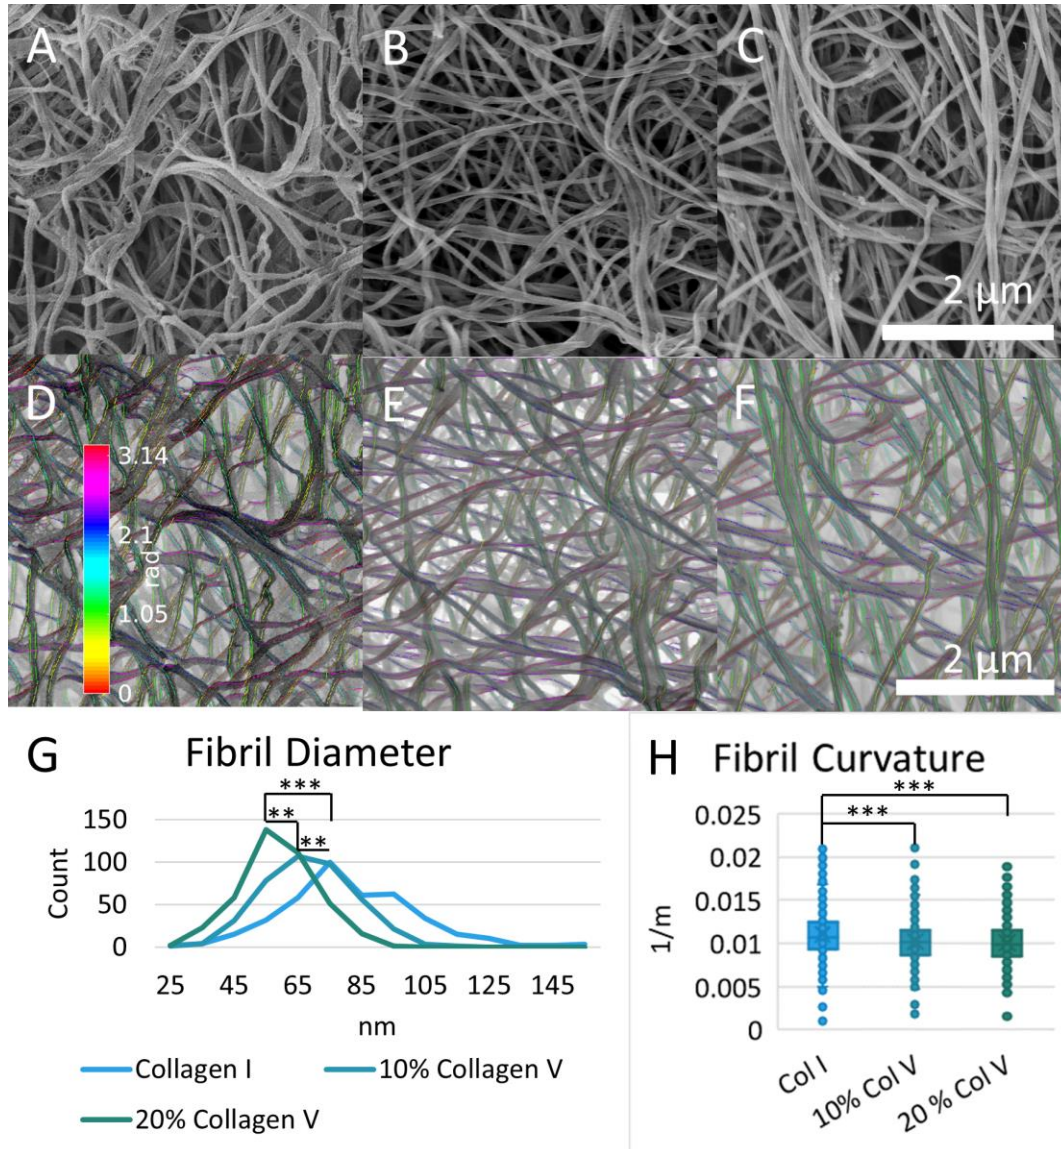 A
B
C
2 µm
D
E
F
3.14
2.1
rad
1.05
0
2 µm
G
Fibril Diameter
***
**
**
150
100
50
0
Count
25 45 65 85 105 125 145
nm
Collagen I
10% Collagen V
20% Collagen V
H
Fibril Curvature
***
***
0.025
0.02
0.015
0.01
0.005
0
1/m
Col I
10% Col V
20 % Col V